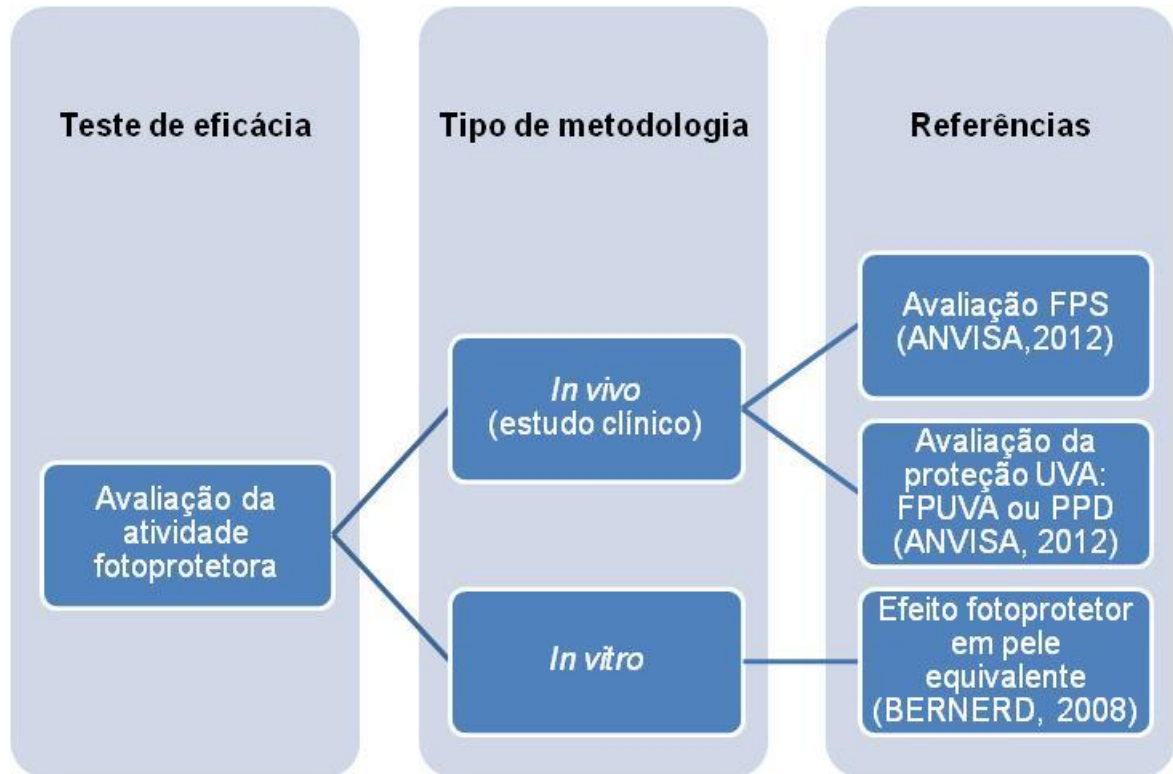 Teste de eficácia
Tipo de metodologia
Referências
Avaliação da
atividade
fotoprotetora
In vivo
(estudo clínico)
In vitro
Avaliação FPS
(ANVISA,2012)
Avaliação da
proteção UVA:
FPUVA ou PPD
(ANVISA, 2012)
Efeito fotoprotetor
em pele
equivalente
(BERNERD, 2008)